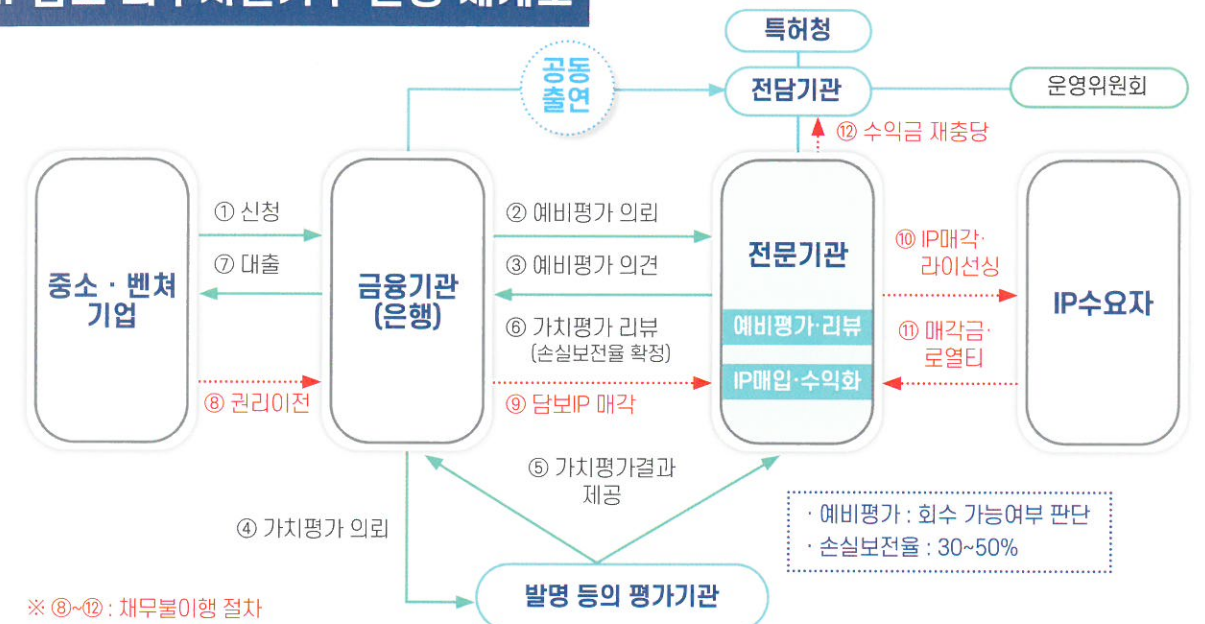 특허청
공동
출연
전담기관
운영위원회
⑫ 수익금 재충당
① 신청
② 예비평가 의뢰
⑦ 대출
③ 예비평가 의견
중소 · 벤쳐
기업
금융기관
(은행)
전문기관
⑩ IP매각·
라이선싱
IP수요자
⑥ 가치평가 리뷰
(손실보전율 확정)
예비평가·리뷰
⑪ 매각금·
로열티
IP매입·수익화
⑧ 권리이전
⑨ 담보IP 매각
⑤ 가치평가결과
제공
④ 가치평가 의뢰
· 예비평가 : 회수 가능여부 판단
· 손실보전율 : 30~50%
발명 등의 평가기관
※ ⑧~⑫ : 채무불이행 절차